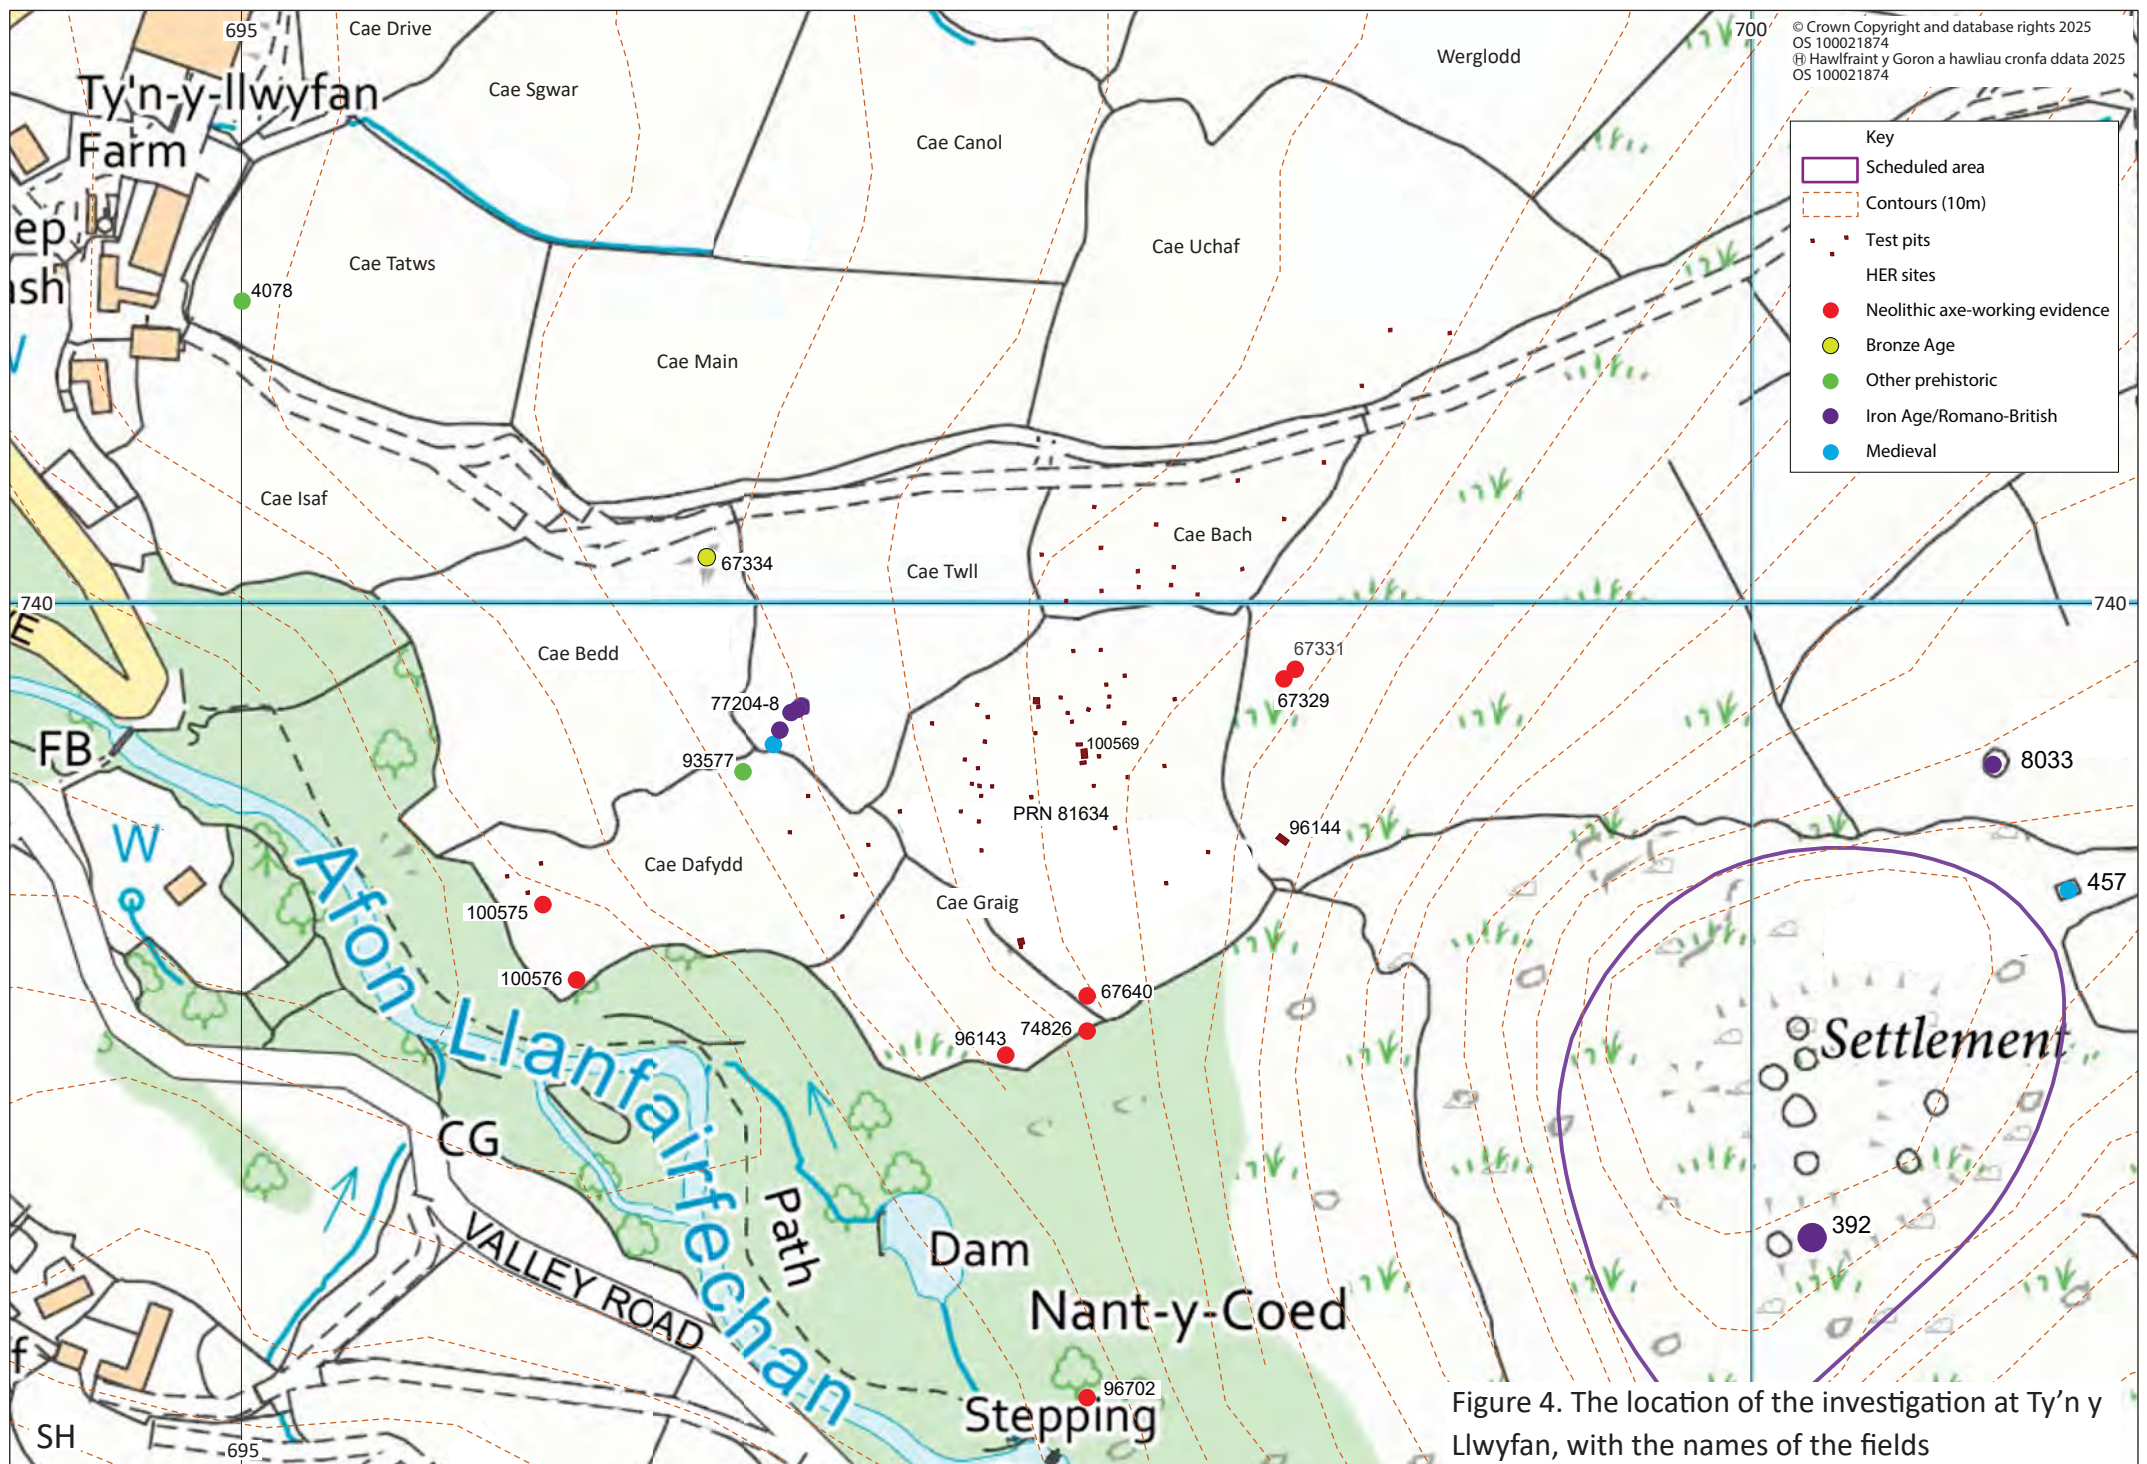 695
Cae Drive
700
© Crown Copyright and database rights 2025
OS 100021874
Ⓗ Hawlfraint y Goron a hawliau cronfa ddata 2025
OS 100021874
Werglodd
Ty'n-y-llwyfan
Farm
Cae Sgwar
Cae Canol
Key
Scheduled area
Contours (10m)
Test pits
HER sites
Neolithic axe-working evidence
Bronze Age
Other prehistoric
Iron Age/Romano-British
Medieval
ep
ash
Cae Tatws
Cae Uchaf
4078
W
Cae Main
Cae Isaf
Cae Bach
67334
Cae Twll
740
740
E
Cae Bedd
67331
67329
77204-8
FB
93577
100569
8033
PRN 81634
96144
W
Cae Dafydd
457
100575
Cae Graig
100576
67640
74826
96143
Afon Llanfairfechan
Settlement
CG
Path
392
Dam
VALLEY ROAD
Nant-y-Coed
f
96702
Stepping
SH
695
Figure 4. The location of the investigation at Ty'n y
Llwyfan, with the names of the fields